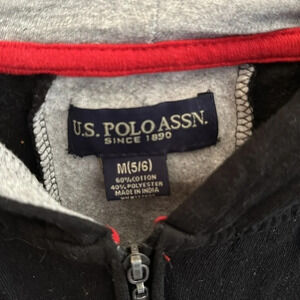 U.S. POLO ASSN.
SINCE 1890
M(5/6)
60%COTTON
40%POLYESTER
MADE IN INDIA